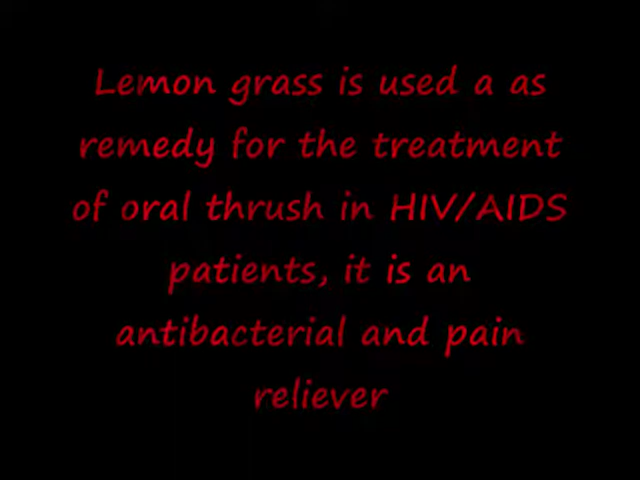 Lemon grass is used a as
remedy for the treatment
of oral thrush in HIV/AIDS
patients, it is an
antibacterial and pain
reliever